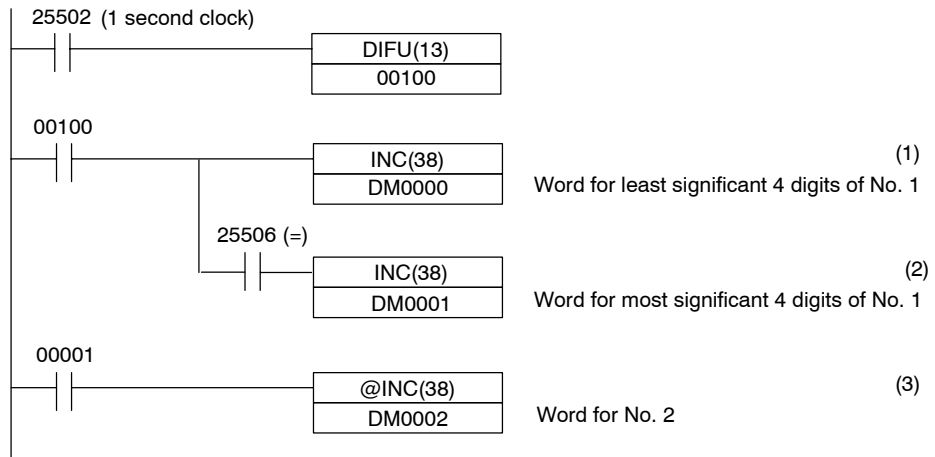 25502 (1 second clock)
DIFU(13)
00100
00100
INC(38)
(1)
DM0000
Word for least significant 4 digits of No. 1
25506 (=)
INC(38)
(2)
DM0001
Word for most significant 4 digits of No. 1
00001
@INC(38)
(3)
DM0002
Word for No. 2